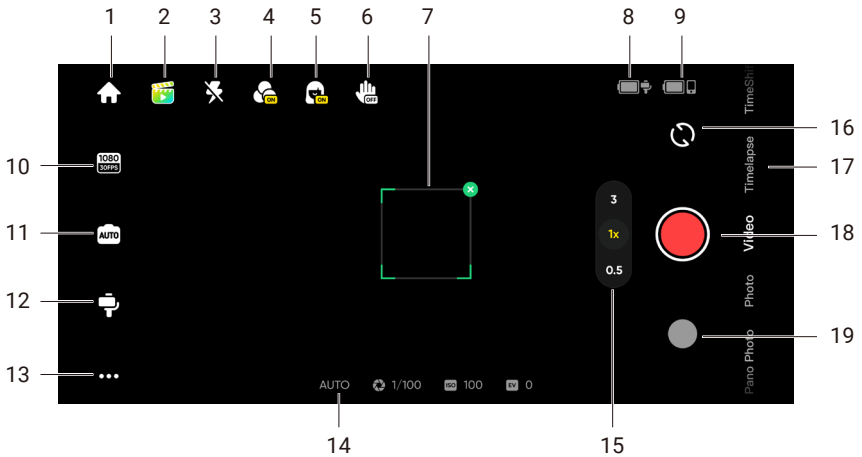 1 2 3 4 5 6 7 8 9
ON ON OFF
TimeShif
10 1080
30FPS
Timelapse
16
17
11 AUTO
3
1x
0.5
Video
18
12
Photo
19
Pano Photo
13
AUTO 1/100 ISO 100 EV 0
14 15